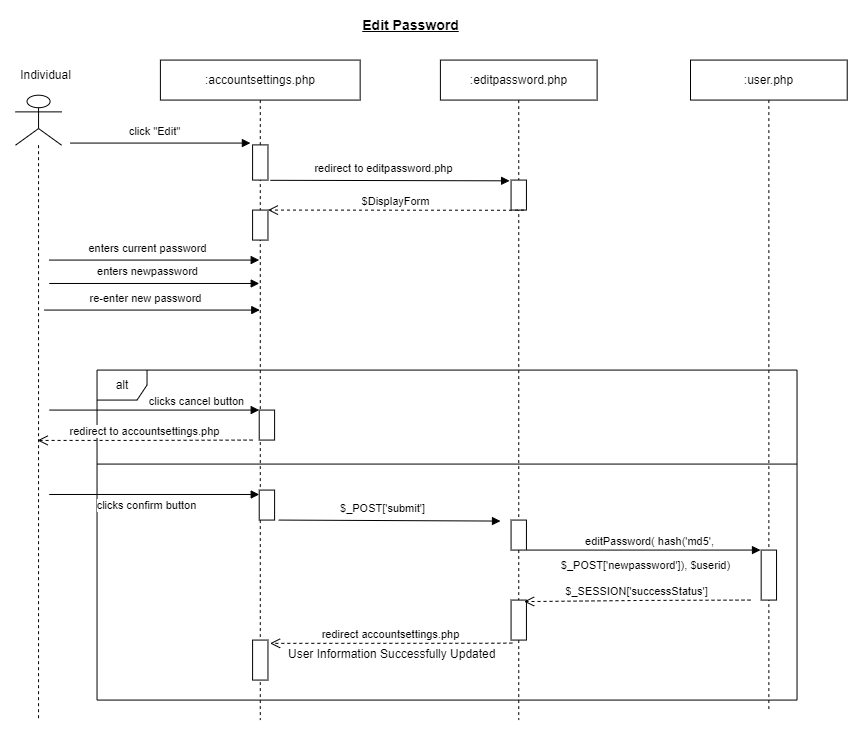 Edit Password
Individual
:accountsettings.php
:editpassword.php
:user.php
click "Edit"
redirect to editpassword.php
$DisplayForm
enters current password
enters newpassword
re-enter new password
alt
clicks cancel button
redirect to accountsettings.php
clicks confirm button
$_POST['submit']
editPassword( hash('md5',
$_POST['newpassword']), $userid)
$_SESSION['successStatus']
redirect accountsettings.php
User Information Successfully Updated